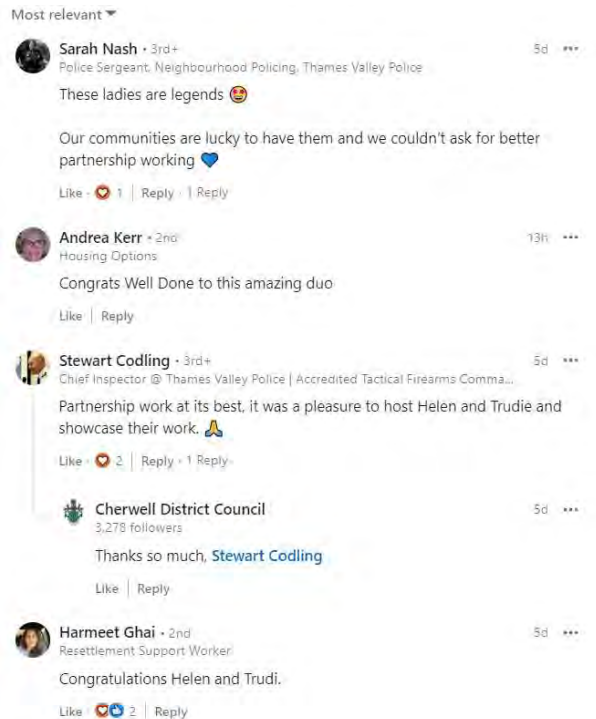 Most relevant
Sarah Nash • 3rd+ 5d
Police Sergeant, Neighbourhood Policing, Thames Valley Police
These ladies are legends 🤩
Our communities are lucky to have them and we couldn't ask for better
partnership working 💙
Like · 1 | Reply · 1 Reply
Andrea Kerr • 2nd 13h
Housing Options
Congrats Well Done to this amazing duo
Like | Reply
Stewart Codling • 3rd+ 5d
Chief Inspector @ Thames Valley Police | Accredited Tactical Firearms Comma...
Partnership work at its best, it was a pleasure to host Helen and Trudie and
showcase their work. 🙏
Like · 2 | Reply · 1 Reply
Cherwell District Council 5d
3,278 followers
Thanks so much, Stewart Codling
Like | Reply
Harmeet Ghai • 2nd 5d
Resettlement Support Worker
Congratulations Helen and Trudi.
Like · 2 | Reply